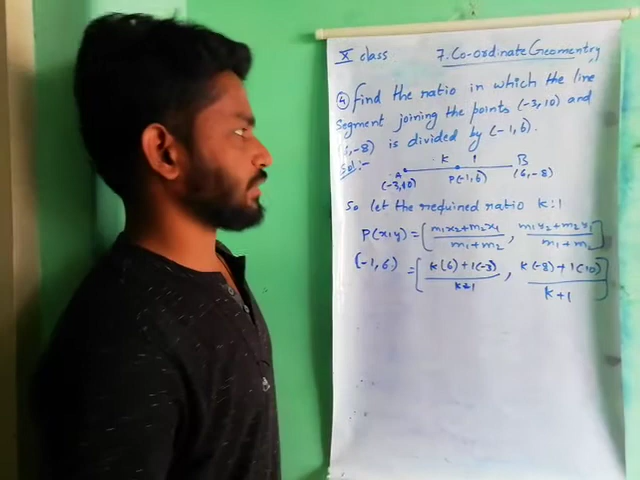 X class 7. Co-ordinate Geomentry
④ find the ratio in which the line
segment joining the points (-3,10) and
(6,-8) is divided by (-1,6).
Sol:-
K 1
A B
(-3,10) P(-1,6) (6,-8)
So let the required ratio K:1
P(x,y) = [ m₁x₂+m₂x₁ / m₁+m₂ , m₁y₂+m₂y₁ / m₁+m₂ ]
(-1,6) = [ K(6)+1(-3) / K+1 , K(-8)+1(10) / K+1 ]